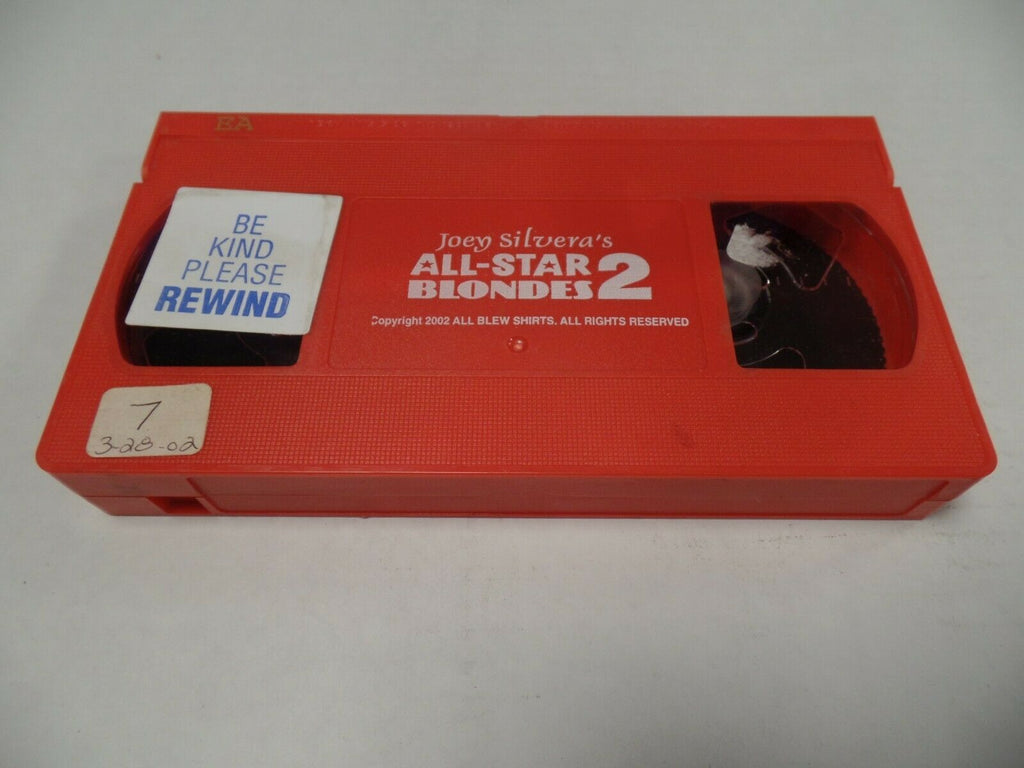 EA
BE
KIND
PLEASE
REWIND
Joey Silvera's
ALL-STAR
BLONDES 2
Copyright 2002 ALL BLEW SHIRTS. ALL RIGHTS RESERVED
7
3-28-02